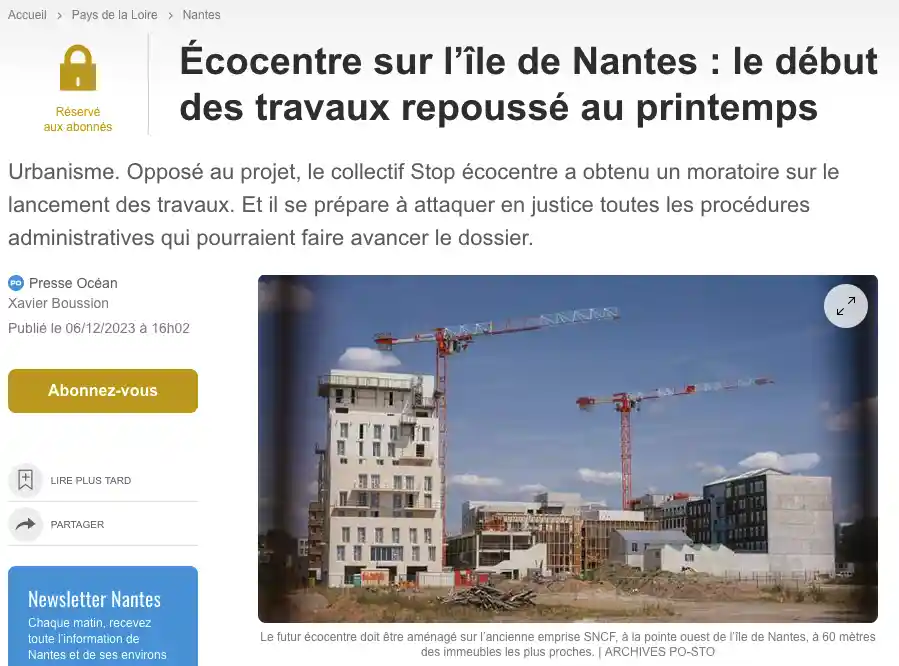 Accueil > Pays de la Loire > Nantes
Réservé
aux abonnés
Écocentre sur l’île de Nantes : le début
des travaux repoussé au printemps
Urbanisme. Opposé au projet, le collectif Stop écocentre a obtenu un moratoire sur le
lancement des travaux. Et il se prépare à attaquer en justice toutes les procédures
administratives qui pourraient faire avancer le dossier.
PO Presse Océan
Xavier Boussion
Publié le 06/12/2023 à 16h02
Abonnez-vous
LIRE PLUS TARD
PARTAGER
Newsletter Nantes
Chaque matin, recevez
toute l’information de
Nantes et de ses environs
Le futur écocentre doit être aménagé sur l’ancienne emprise SNCF, à la pointe ouest de l’île de Nantes, à 60 mètres
des immeubles les plus proches. | ARCHIVES PO-STO